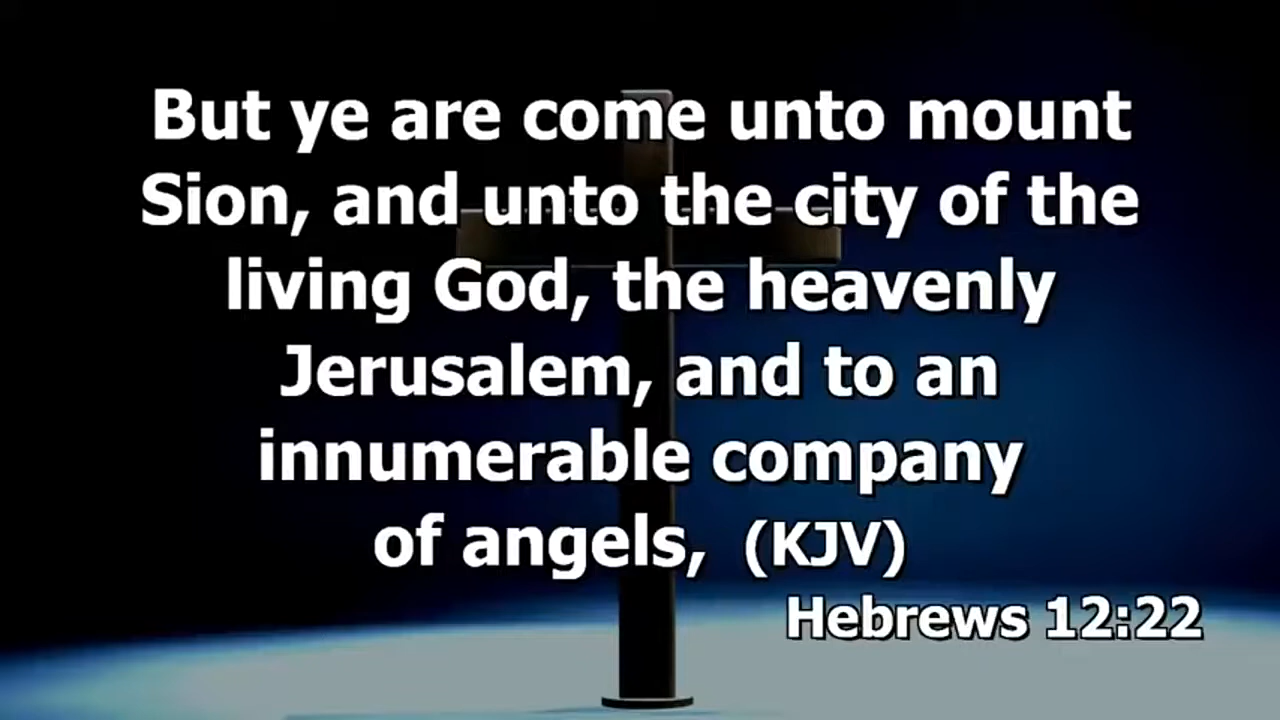 But ye are come unto mount
Sion, and unto the city of the
living God, the heavenly
Jerusalem, and to an
innumerable company
of angels, (KJV)
Hebrews 12:22